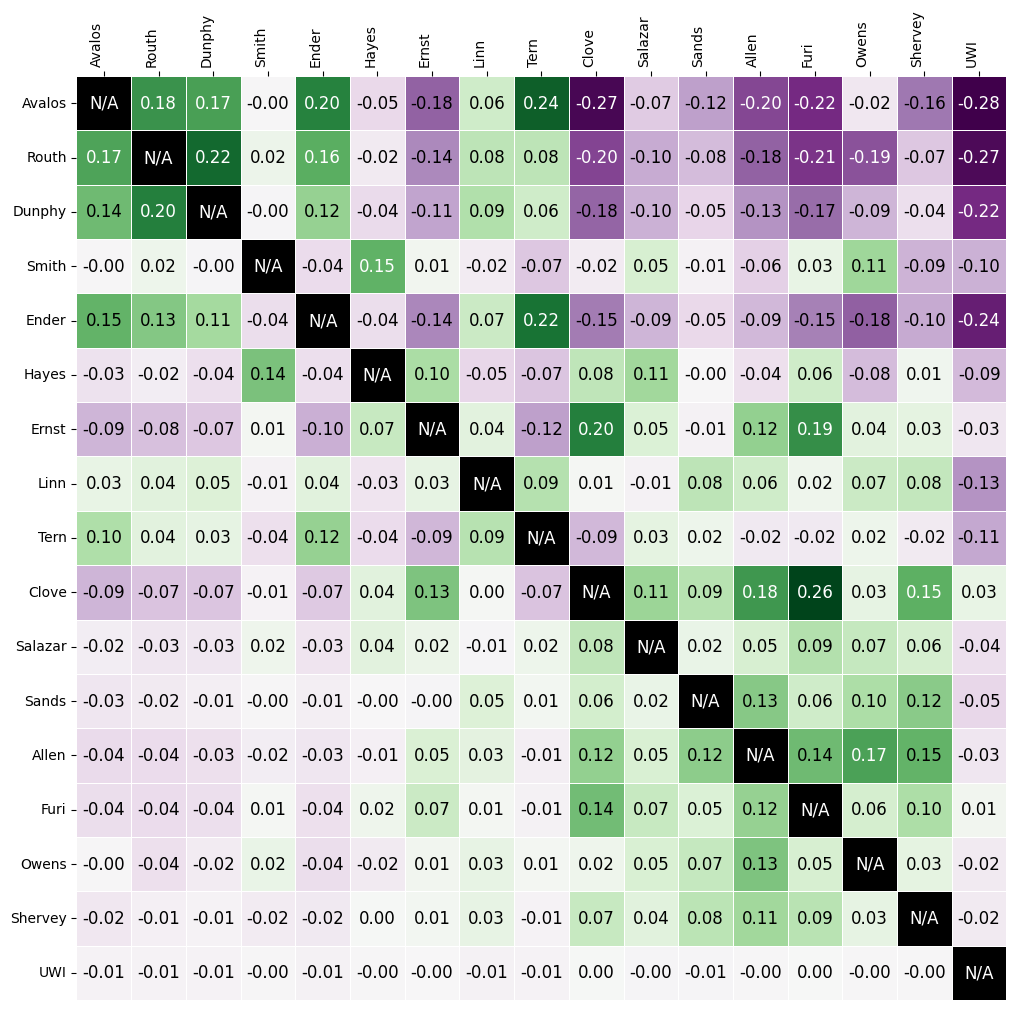 Avalos Routh Dunphy Smith Ender Hayes Ernst Linn Tern Clove Salazar Sands Allen Furi Owens Shervey UWI
Avalos N/A 0.18 0.17 -0.00 0.20 -0.05 -0.18 0.06 0.24 -0.27 -0.07 -0.12 -0.20 -0.22 -0.02 -0.16 -0.28
Routh 0.17 N/A 0.22 0.02 0.16 -0.02 -0.14 0.08 0.08 -0.20 -0.10 -0.08 -0.18 -0.21 -0.19 -0.07 -0.27
Dunphy 0.14 0.20 N/A -0.00 0.12 -0.04 -0.11 0.09 0.06 -0.18 -0.10 -0.05 -0.13 -0.17 -0.09 -0.04 -0.22
Smith -0.00 0.02 -0.00 N/A -0.04 0.15 0.01 -0.02 -0.07 -0.02 0.05 -0.01 -0.06 0.03 0.11 -0.09 -0.10
Ender 0.15 0.13 0.11 -0.04 N/A -0.04 -0.14 0.07 0.22 -0.15 -0.09 -0.05 -0.09 -0.15 -0.18 -0.10 -0.24
Hayes -0.03 -0.02 -0.04 0.14 -0.04 N/A 0.10 -0.05 -0.07 0.08 0.11 -0.00 -0.04 0.06 -0.08 0.01 -0.09
Ernst -0.09 -0.08 -0.07 0.01 -0.10 0.07 N/A 0.04 -0.12 0.20 0.05 -0.01 0.12 0.19 0.04 0.03 -0.03
Linn 0.03 0.04 0.05 -0.01 0.04 -0.03 0.03 N/A 0.09 0.01 -0.01 0.08 0.06 0.02 0.07 0.08 -0.13
Tern 0.10 0.04 0.03 -0.04 0.12 -0.04 -0.09 0.09 N/A -0.09 0.03 0.02 -0.02 -0.02 0.02 -0.02 -0.11
Clove -0.09 -0.07 -0.07 -0.01 -0.07 0.04 0.13 0.00 -0.07 N/A 0.11 0.09 0.18 0.26 0.03 0.15 0.03
Salazar -0.02 -0.03 -0.03 0.02 -0.03 0.04 0.02 -0.01 0.02 0.08 N/A 0.02 0.05 0.09 0.07 0.06 -0.04
Sands -0.03 -0.02 -0.01 -0.00 -0.01 -0.00 -0.00 0.05 0.01 0.06 0.02 N/A 0.13 0.06 0.10 0.12 -0.05
Allen -0.04 -0.04 -0.03 -0.02 -0.03 -0.01 0.05 0.03 -0.01 0.12 0.05 0.12 N/A 0.14 0.17 0.15 -0.03
Furi -0.04 -0.04 -0.04 0.01 -0.04 0.02 0.07 0.01 -0.01 0.14 0.07 0.05 0.12 N/A 0.06 0.10 0.01
Owens -0.00 -0.04 -0.02 0.02 -0.04 -0.02 0.01 0.03 0.01 0.02 0.05 0.07 0.13 0.05 N/A 0.03 -0.02
Shervey -0.02 -0.01 -0.01 -0.02 -0.02 0.00 0.01 0.03 -0.01 0.07 0.04 0.08 0.11 0.09 0.03 N/A -0.02
UWI -0.01 -0.01 -0.01 -0.00 -0.01 -0.00 -0.00 -0.01 -0.01 0.00 -0.00 -0.01 -0.00 0.00 -0.00 -0.00 N/A